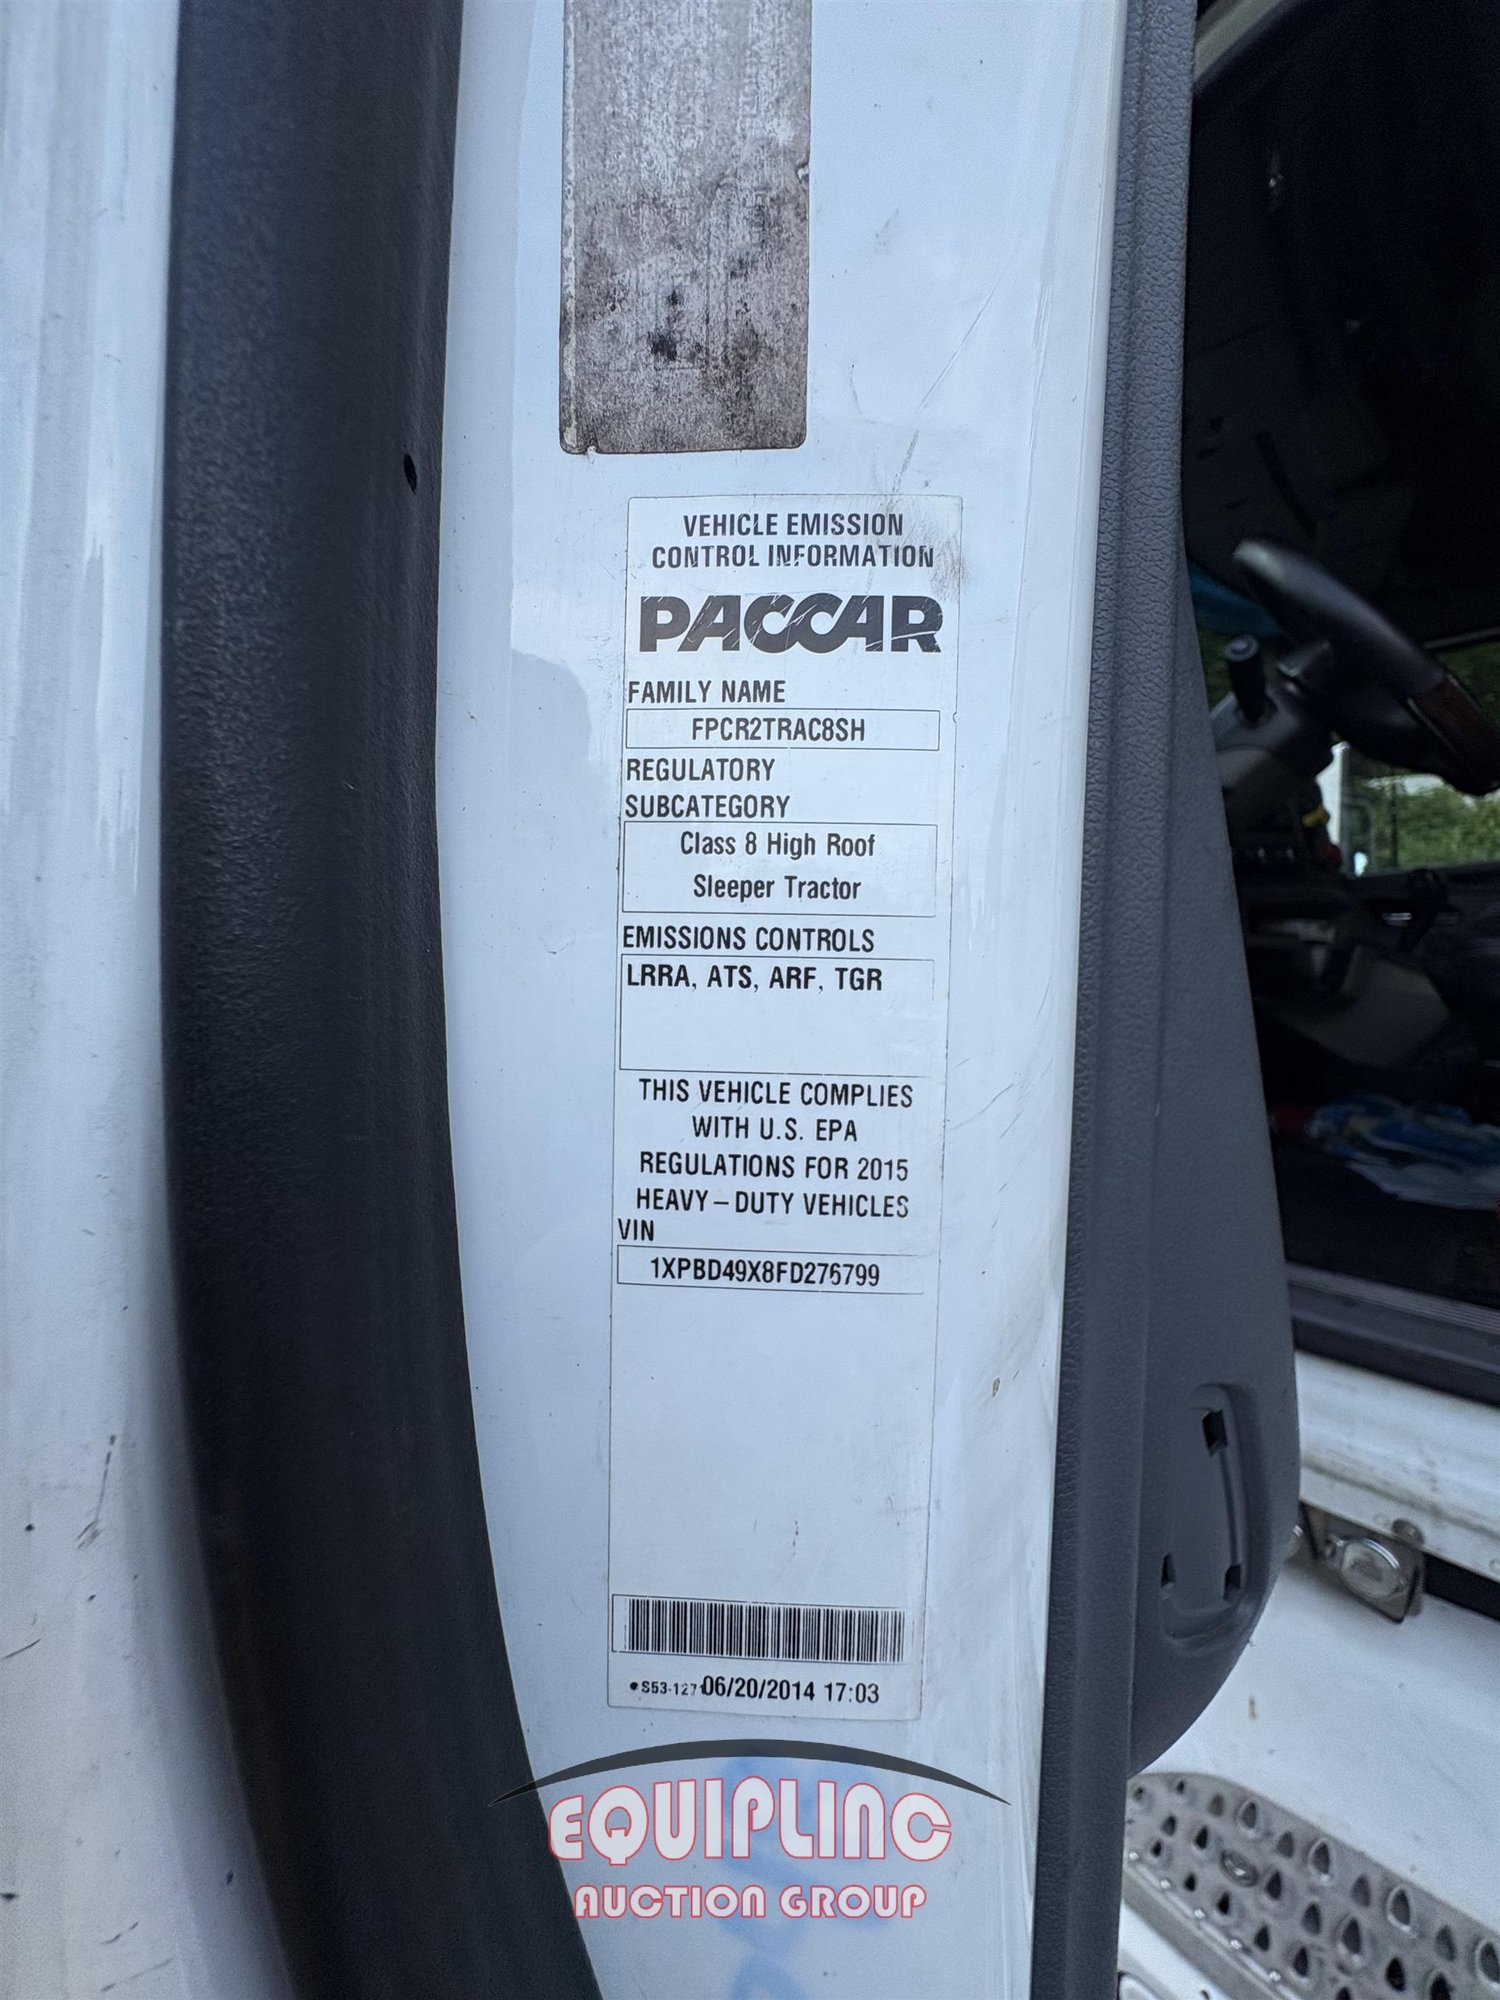 VEHICLE EMISSION
CONTROL INFORMATION
PACCAR
FAMILY NAME
FPCR2TRAC8SH
REGULATORY
SUBCATEGORY
Class 8 High Roof
Sleeper Tractor
EMISSIONS CONTROLS
LRRA, ATS, ARF, TGR
THIS VEHICLE COMPLIES
WITH U.S. EPA
REGULATIONS FOR 2015
HEAVY-DUTY VEHICLES
VIN
1XPBD49X8FD276799
06/20/2014 17:03
EQUIPLINC
AUCTION GROUP